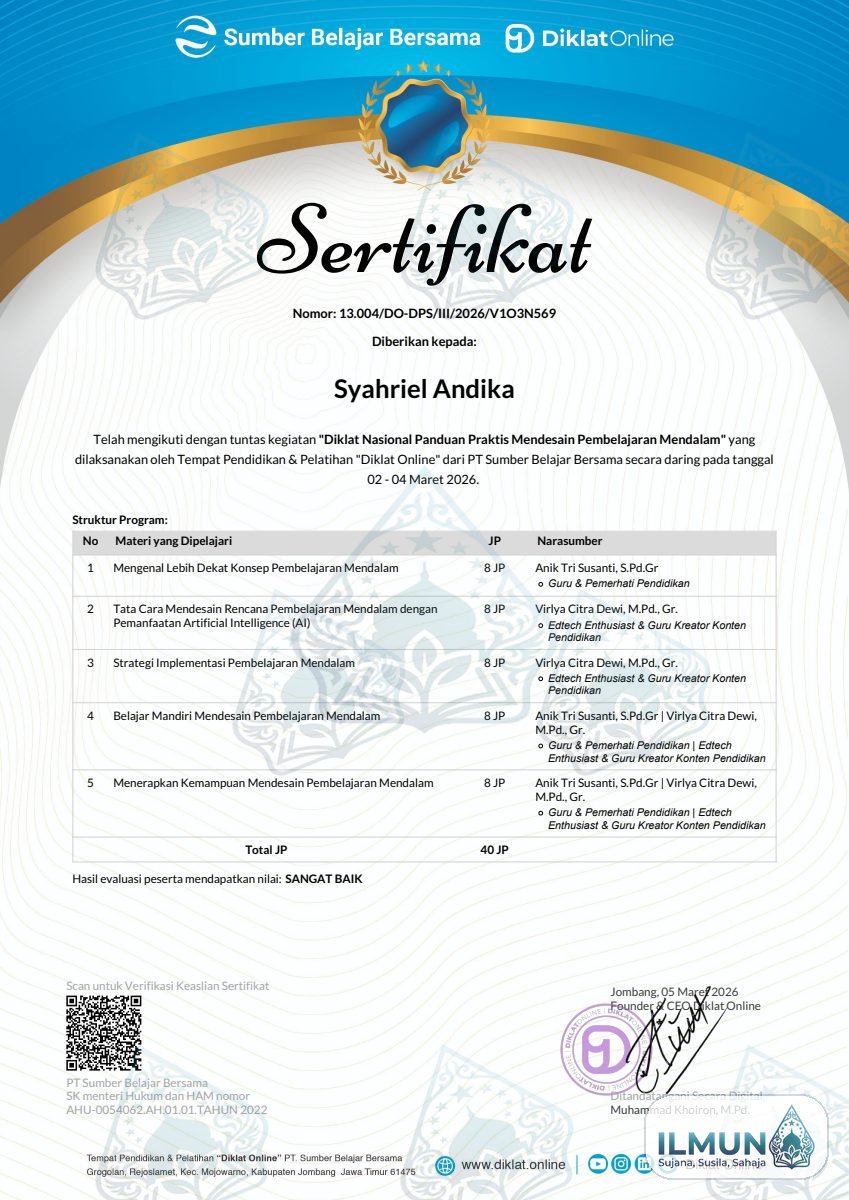 Sumber Belajar Bersama DiklatOnline
Sertifikat
Nomor: 13.004/DO-DPS/III/2026/V1O3N569
Diberikan kepada:
Syahriel Andika
Telah mengikuti dengan tuntas kegiatan "Diklat Nasional Panduan Praktis Mendesain Pembelajaran Mendalam" yang
dilaksanakan oleh Tempat Pendidikan & Pelatihan "Diklat Online" dari PT Sumber Belajar Bersama secara daring pada tanggal
02 - 04 Maret 2026.
Struktur Program:
No Materi yang Dipelajari JP Narasumber
1 Mengenal Lebih Dekat Konsep Pembelajaran Mendalam 8 JP Anik Tri Susanti, S.Pd.Gr
Guru & Pemerhati Pendidikan
2 Tata Cara Mendesain Rencana Pembelajaran Mendalam dengan 8 JP Virlya Citra Dewi, M.Pd., Gr.
Pemanfaatan Artificial Intelligence (AI) Edtech Enthusiast & Guru Kreator Konten
Pendidikan
3 Strategi Implementasi Pembelajaran Mendalam 8 JP Virlya Citra Dewi, M.Pd., Gr.
Edtech Enthusiast & Guru Kreator Konten
Pendidikan
4 Belajar Mandiri Mendesain Pembelajaran Mendalam 8 JP Anik Tri Susanti, S.Pd.Gr | Virlya Citra Dewi,
M.Pd., Gr.
Guru & Pemerhati Pendidikan | Edtech
Enthusiast & Guru Kreator Konten Pendidikan
5 Menerapkan Kemampuan Mendesain Pembelajaran Mendalam 8 JP Anik Tri Susanti, S.Pd.Gr | Virlya Citra Dewi,
M.Pd., Gr.
Guru & Pemerhati Pendidikan | Edtech
Enthusiast & Guru Kreator Konten Pendidikan
Total JP 40 JP
Hasil evaluasi peserta mendapatkan nilai: SANGAT BAIK
Scan untuk Verifikasi Keaslian Sertifikat
PT Sumber Belajar Bersama
SK menteri Hukum dan HAM nomor
AHU-0054062.AH.01.01.TAHUN 2022
Jombang, 05 Maret 2026
Founder & CEO Diklat Online
DIKLATONLINE
Ditandatangani Secara Digital
Muhammad Khoiron, M.Pd.
Tempat Pendidikan & Pelatihan "Diklat Online" PT. Sumber Belajar Bersama
Grogolan, Rejoslamet, Kec. Mojowarno, Kabupaten Jombang Jawa Timur 61475
www.diklat.online
ILMUN
Sujana, Susila, Sahaja